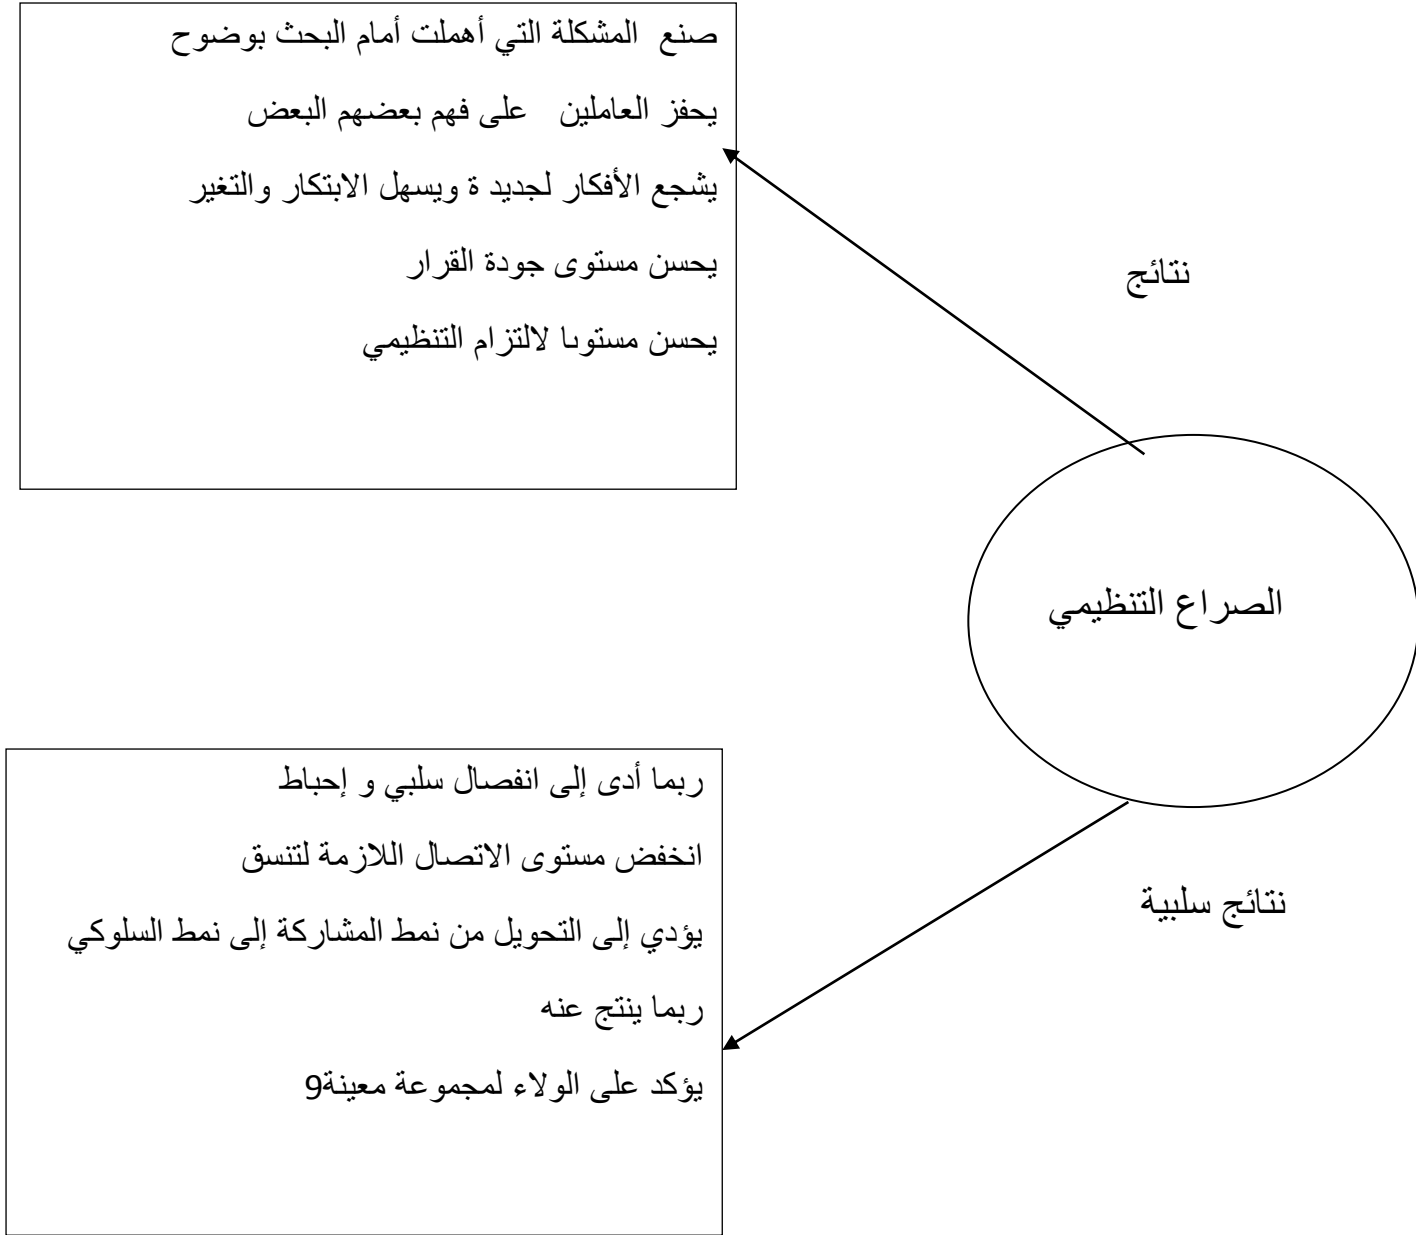 صنع المشكلة التي أهملت أمام البحث بوضوح
يحفز العاملين على فهم بعضهم البعض
يشجع الأفكار لجديد ة ويسهل الابتكار والتغير
يحسن مستوى جودة القرار
يحسن مستوىا لالتزام التنظيمي
نتائج
الصراع التنظيمي
ربما أدى إلى انفصال سلبي و إحباط
انخفض مستوى الاتصال اللازمة لتنسق
يؤدي إلى التحويل من نمط المشاركة إلى نمط السلوكي
ربما ينتج عنه
يؤكد على الولاء لمجموعة معينة9
نتائج سلبية